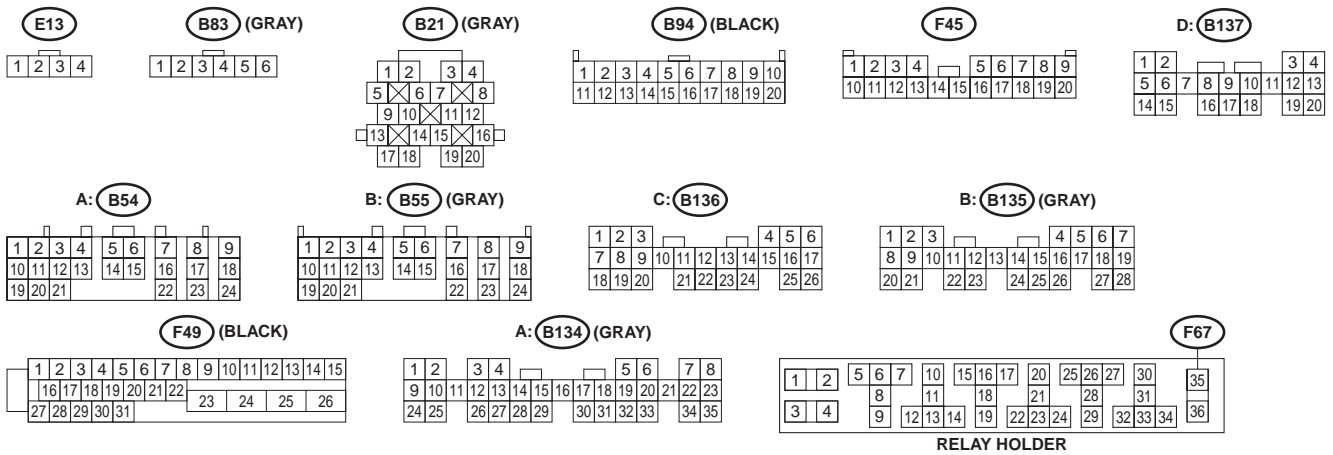 E13 B83 (GRAY) B21 (GRAY) B94 (BLACK) F45 D: B137
1 2 3 4
1 2 3 4 5 6
1 2 3 4
5 6 7 8
9 10 11 12
13 14 15 16
17 18 19 20
1 2 3 4 5 6 7 8 9 10
11 12 13 14 15 16 17 18 19 20
1 2 3 4 5 6 7 8 9
10 11 12 13 14 15 16 17 18 19 20
1 2 3 4
5 6 7 8 9 10 11 12 13
14 15 16 17 18 19 20
A: B54 B: B55 (GRAY) C: B136 B: B135 (GRAY)
1 2 3 4 5 6 7 8 9
10 11 12 13 14 15 16 17 18
19 20 21 22 23 24
1 2 3 4 5 6 7 8 9
10 11 12 13 14 15 16 17 18
19 20 21 22 23 24
1 2 3 4 5 6
7 8 9 10 11 12 13 14 15 16 17
18 19 20 21 22 23 24 25 26
1 2 3 4 5 6 7
8 9 10 11 12 13 14 15 16 17 18 19
20 21 22 23 24 25 26 27 28
F49 (BLACK) A: B134 (GRAY) F67
1 2 3 4 5 6 7 8 9 10 11 12 13 14 15
16 17 18 19 20 21 22 23 24 25 26
27 28 29 30 31
1 2 3 4 5 6 7 8
9 10 11 12 13 14 15 16 17 18 19 20 21 22 23
24 25 26 27 28 29 30 31 32 33 34 35
1 2 5 6 7 10 15 16 17 20 25 26 27 30 35
8 11 18 21 28 31
3 4 9 12 13 14 19 22 23 24 29 32 33 34 36
RELAY HOLDER